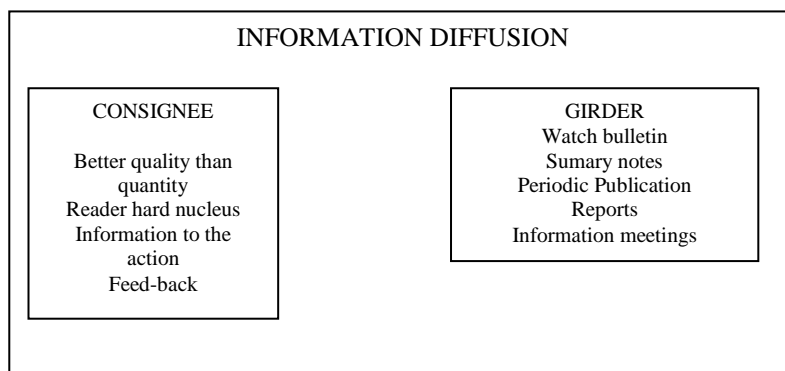 INFORMATION DIFFUSION
CONSIGNEE
Better quality than
quantity
Reader hard nucleus
Information to the
action
Feed-back
GIRDER
Watch bulletin
Sumary notes
Periodic Publication
Reports
Information meetings